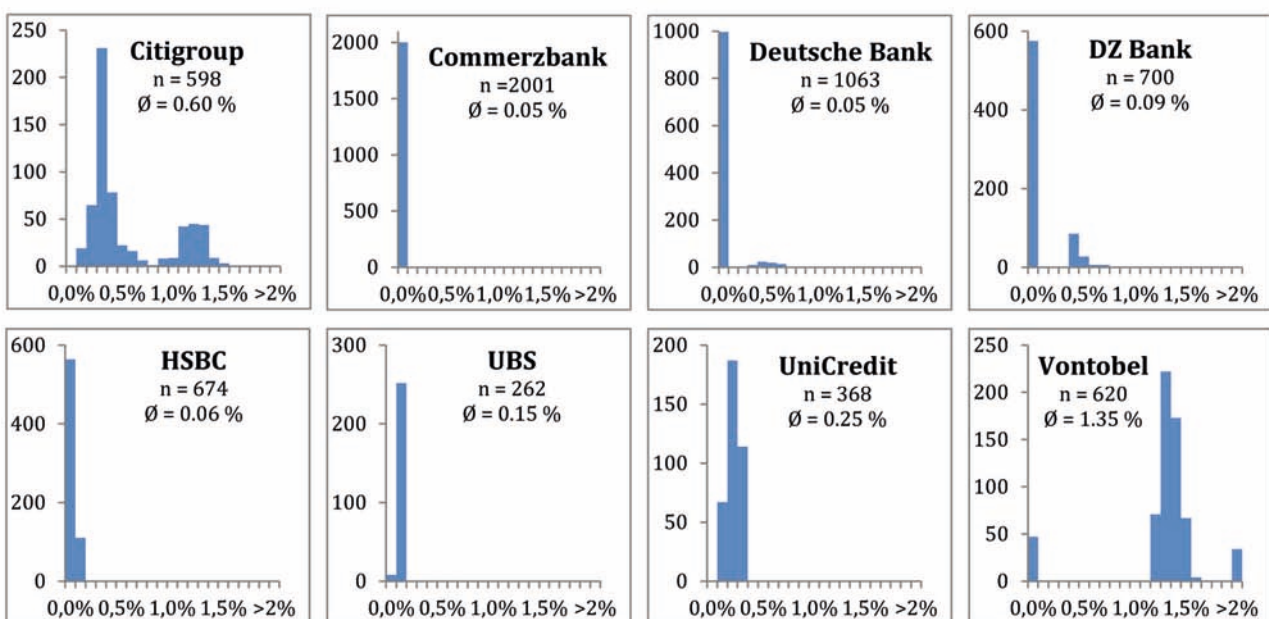 Citigroup
n = 598
Ø = 0.60 %
250
200
150
100
50
0
0,0% 0,5% 1,0% 1,5% >2%
Commerzbank
n =2001
Ø = 0.05 %
2000
1500
1000
500
0
0,0% 0,5% 1,0% 1,5% >2%
Deutsche Bank
n = 1063
Ø = 0.05 %
1000
800
600
400
200
0
0,0% 0,5% 1,0% 1,5% >2%
DZ Bank
n = 700
Ø = 0.09 %
600
400
200
0
0,0% 0,5% 1,0% 1,5% >2%
HSBC
n = 674
Ø = 0.06 %
600
400
200
0
0,0% 0,5% 1,0% 1,5% >2%
UBS
n = 262
Ø = 0.15 %
300
200
100
0
0,0% 0,5% 1,0% 1,5% >2%
UniCredit
n = 368
Ø = 0.25 %
200
150
100
50
0
0,0% 0,5% 1,0% 1,5% >2%
Vontobel
n = 620
Ø = 1.35 %
250
200
150
100
50
0
0,0% 0,5% 1,0% 1,5% >2%